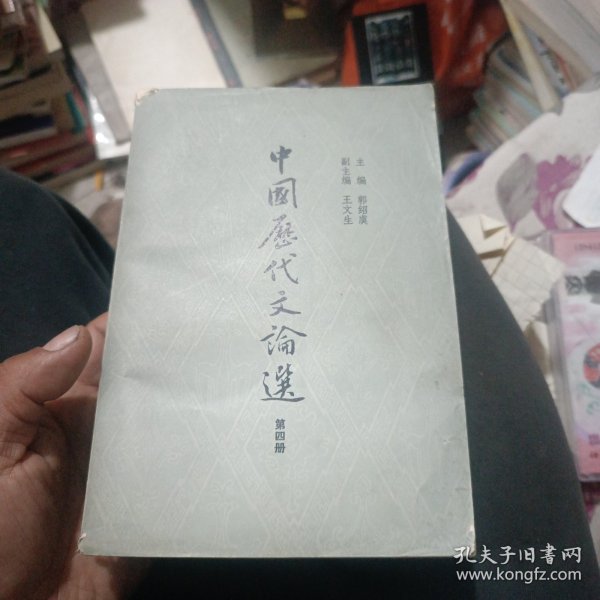 主编 郭绍虞
副主编 王文生
中國歷代文論選
第四册
孔夫子旧书网
www.kongfz.com